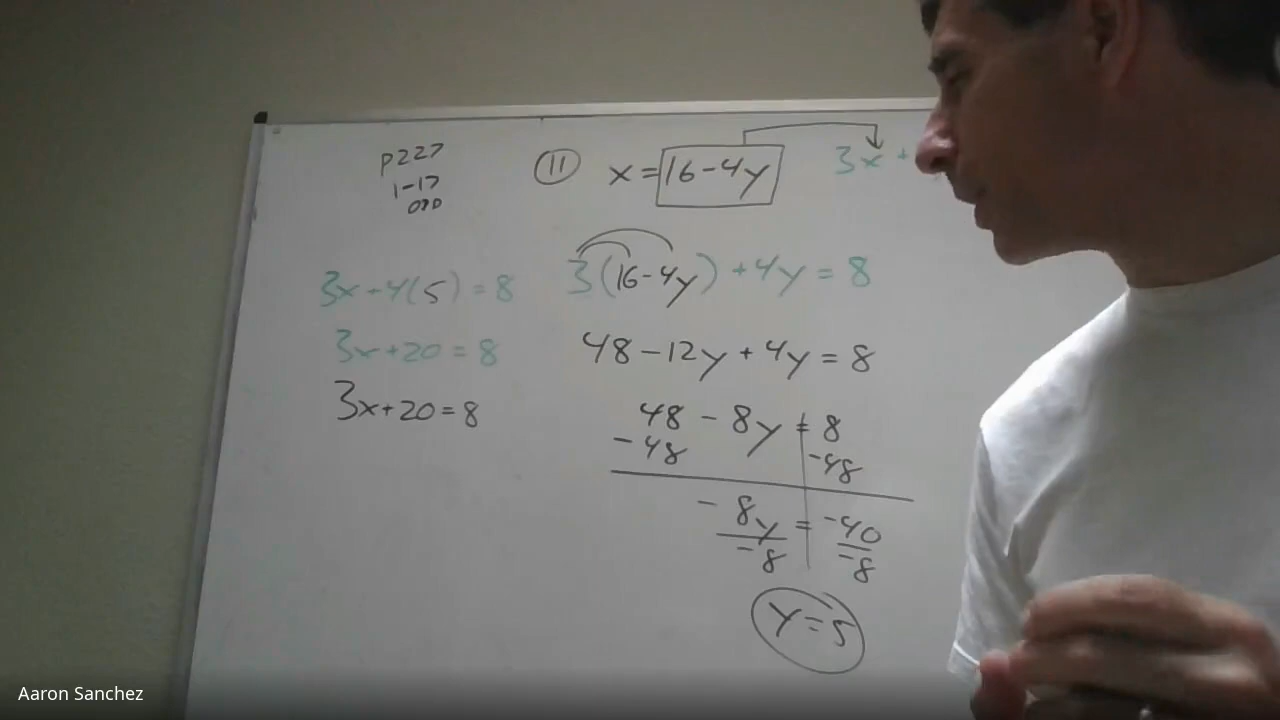 p227
1-17
ODD
11 x = 16-4y 3x +
3(16-4y) +4y = 8
48-12y + 4y = 8
48 - 8y = 8
-48 -48
-8y = -40
-8 -8
y=5
3x+4(5) = 8
3x+20 = 8
3x+20=8
Aaron Sanchez